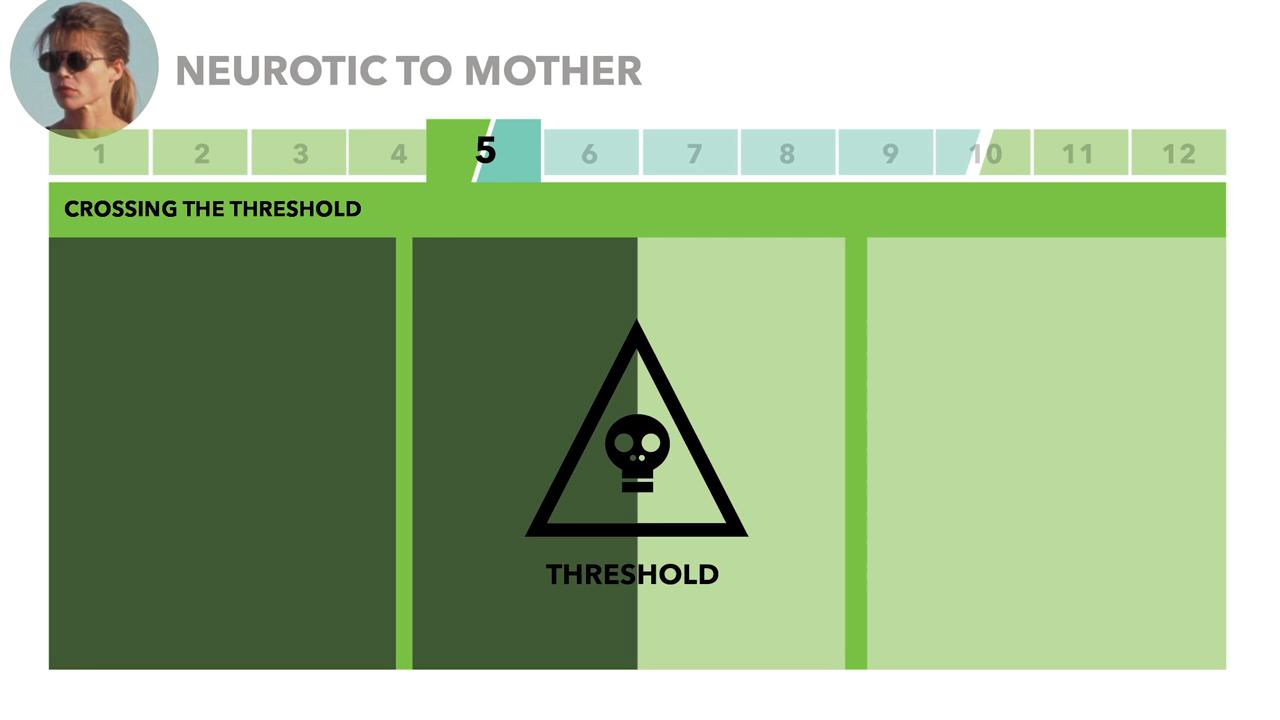 NEUROTIC TO MOTHER
1 2 3 4 5 6 7 8 9 10 11 12
CROSSING THE THRESHOLD
THRESHOLD